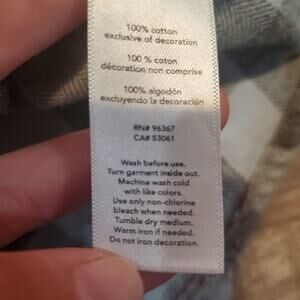 100% cotton
exclusive of decoration
100 % coton
décoration non comprise
100% algodón
excluyendo la decoración
RN# 96367
CA# 53061
Wash before use.
Turn garment inside out.
Machine wash cold
with like colors.
Use only non-chlorine
bleach when needed.
Tumble dry medium.
Warm iron if needed.
Do not iron decoration.